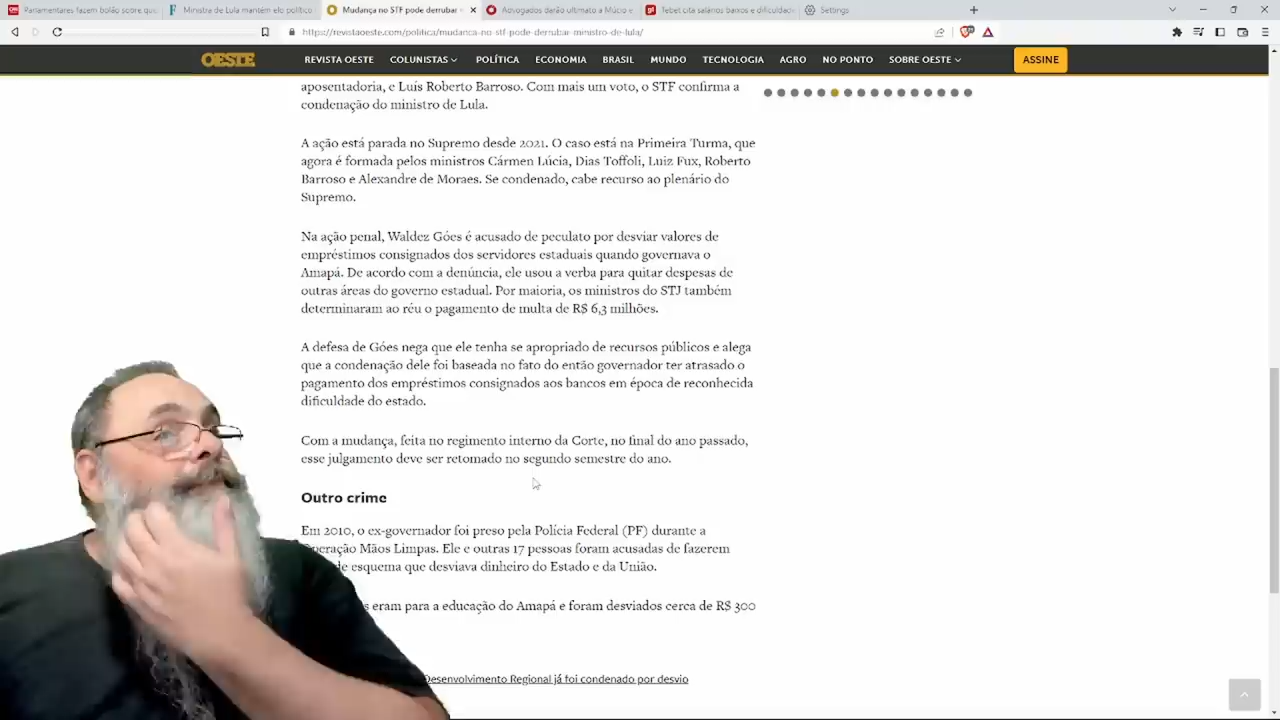 Parlamentares fazem bolão sobre qua
Ministra de Lula mantém elo político
Mudança no STF pode derrubar
Advogados darão ultimato a Múcio e
Tebet cita salários baixos e dificuldad
Settings
https://revistaoeste.com/politica/mudanca-no-stf-pode-derrubar-ministro-de-lula/
OESTE
REVISTA OESTE
COLUNISTAS
POLÍTICA
ECONOMIA
BRASIL
MUNDO
TECNOLOGIA
AGRO
NO PONTO
SOBRE OESTE
ASSINE
aposentadoria, e Luís Roberto Barroso. Com mais um voto, o STF confirma a
condenação do ministro de Lula.
A ação está parada no Supremo desde 2021. O caso está na Primeira Turma, que
agora é formada pelos ministros Cármen Lúcia, Dias Toffoli, Luiz Fux, Roberto
Barroso e Alexandre de Moraes. Se condenado, cabe recurso ao plenário do
Supremo.
Na ação penal, Waldez Góes é acusado de peculato por desviar valores de
empréstimos consignados dos servidores estaduais quando governava o
Amapá. De acordo com a denúncia, ele usou a verba para quitar despesas de
outras áreas do governo estadual. Por maioria, os ministros do STJ também
determinaram ao réu o pagamento de multa de R$ 6,3 milhões.
A defesa de Góes nega que ele tenha se apropriado de recursos públicos e alega
que a condenação dele foi baseada no fato do então governador ter atrasado o
pagamento dos empréstimos consignados aos bancos em época de reconhecida
dificuldade do estado.
Com a mudança, feita no regimento interno da Corte, no final do ano passado,
esse julgamento deve ser retomado no segundo semestre do ano.
Outro crime
Em 2010, o ex-governador foi preso pela Polícia Federal (PF) durante a
Operação Mãos Limpas. Ele e outras 17 pessoas foram acusadas de fazerem
de esquema que desviava dinheiro do Estado e da União.
eram para a educação do Amapá e foram desviados cerca de R$ 300
Desenvolvimento Regional já foi condenado por desvio